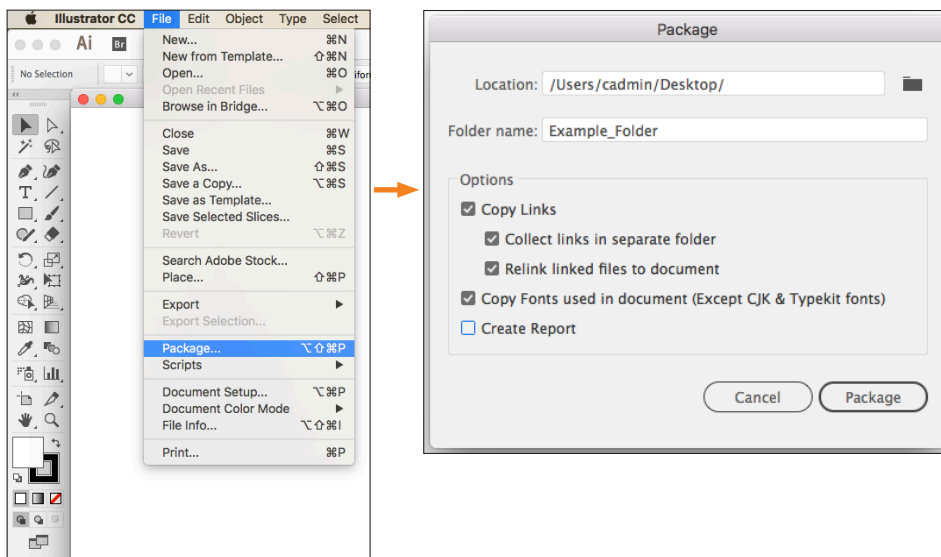 Illustrator CC File Edit Object Type Select
Ai Br
No Selection
New... ⌘N
New from Template... ⇧⌘N
Open... ⌘O
Open Recent Files ▶
Browse in Bridge... ⌥⌘O
Close ⌘W
Save ⌘S
Save As... ⇧⌘S
Save a Copy... ⌥⌘S
Save as Template...
Save Selected Slices...
Revert ⌥⌘Z
Search Adobe Stock...
Place... ⇧⌘P
Export ▶
Export Selection...
Package... ⌥⇧⌘P
Scripts ▶
Document Setup... ⌥⌘P
Document Color Mode ▶
File Info... ⌥⇧⌘I
Print... ⌘P
T
Package
Location: /Users/cadmin/Desktop/
Folder name: Example_Folder
Options
Copy Links
Collect links in separate folder
Relink linked files to document
Copy Fonts used in document (Except CJK & Typekit fonts)
Create Report
Cancel Package